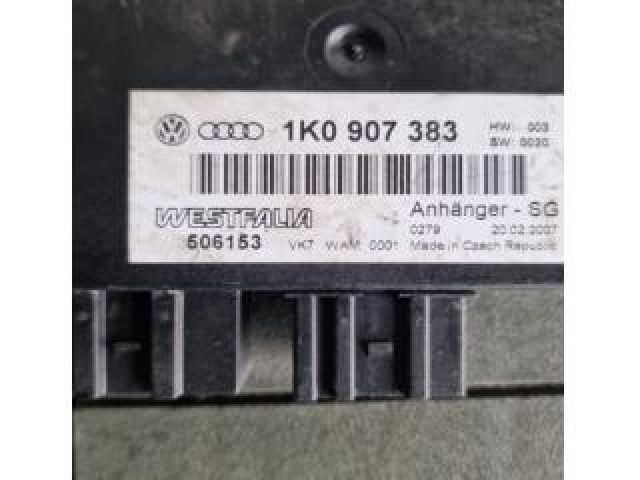 1K0 907 383 HW: 003
SW: 0030
WESTFALIA Anhänger - SG
506153 VK7 WAM 0001 0279 20.02.2007
Made in Czech Republic